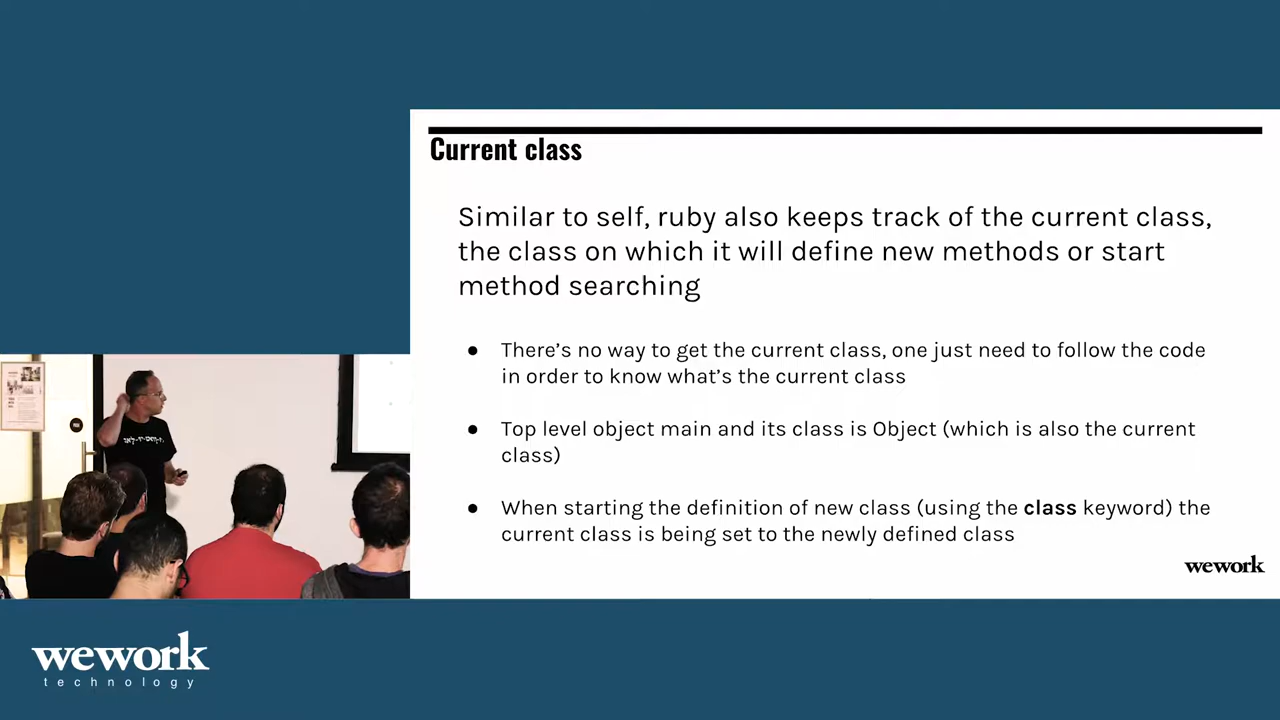 Current class
Similar to self, ruby also keeps track of the current class,
the class on which it will define new methods or start
method searching
● There's no way to get the current class, one just need to follow the code
in order to know what's the current class
● Top level object main and its class is Object (which is also the current
class)
● When starting the definition of new class (using the class keyword) the
current class is being set to the newly defined class
wework
wework
technology